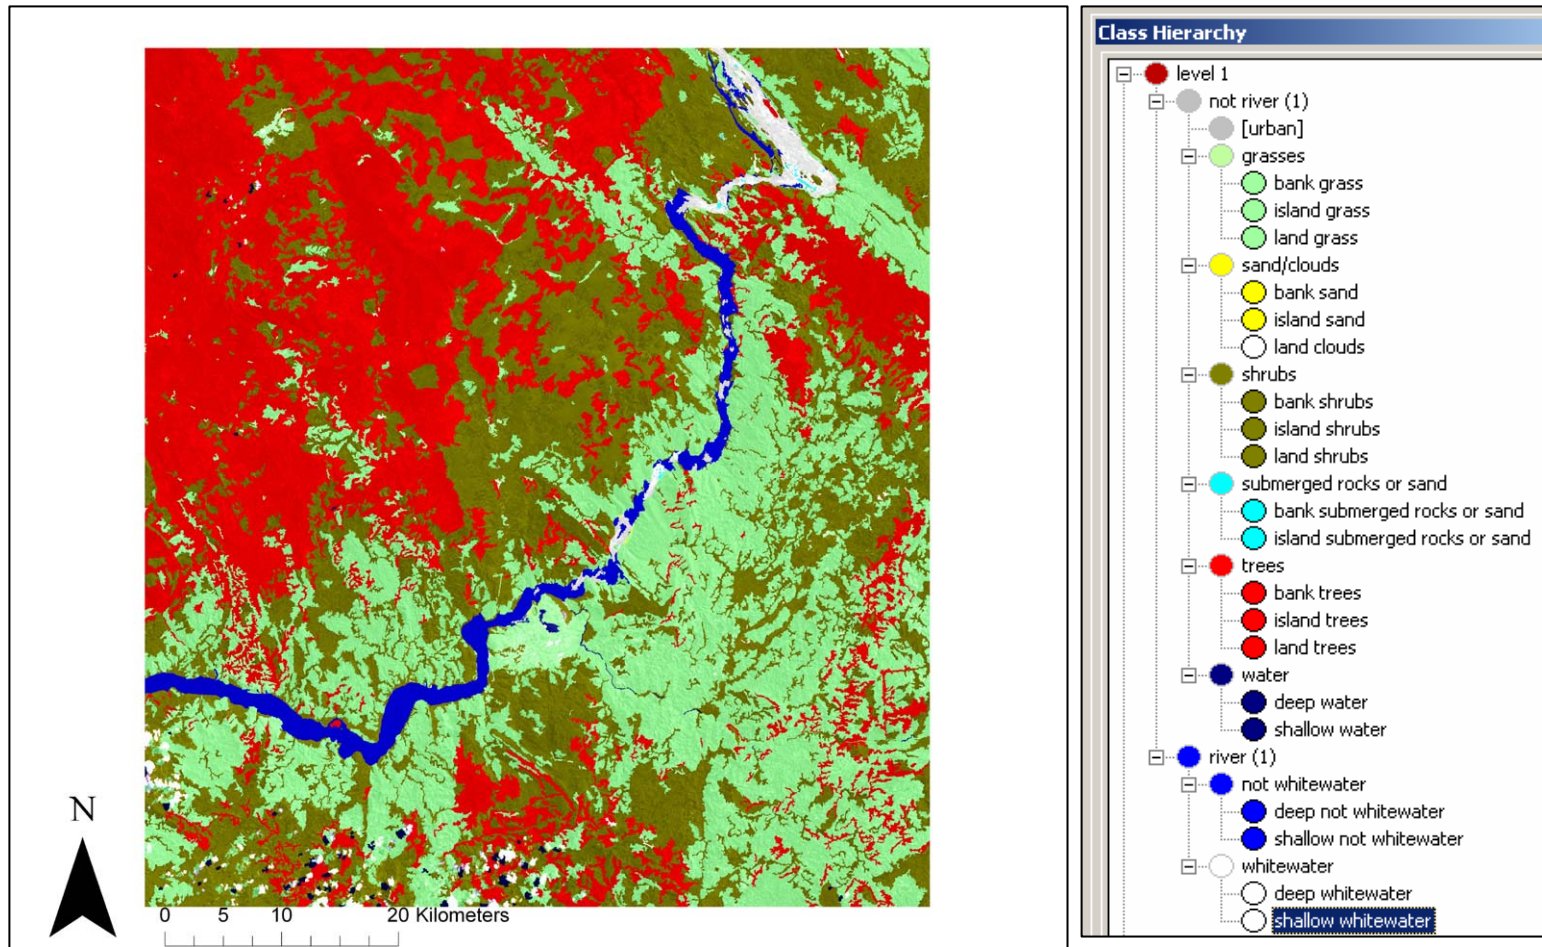 N
0 5 10 20 Kilometers
Class Hierarchy
level 1
not river (1)
[urban]
grasses
bank grass
island grass
land grass
sand/clouds
bank sand
island sand
land clouds
shrubs
bank shrubs
island shrubs
land shrubs
submerged rocks or sand
bank submerged rocks or sand
island submerged rocks or sand
trees
bank trees
island trees
land trees
water
deep water
shallow water
river (1)
not whitewater
deep not whitewater
shallow not whitewater
whitewater
deep whitewater
shallow whitewater